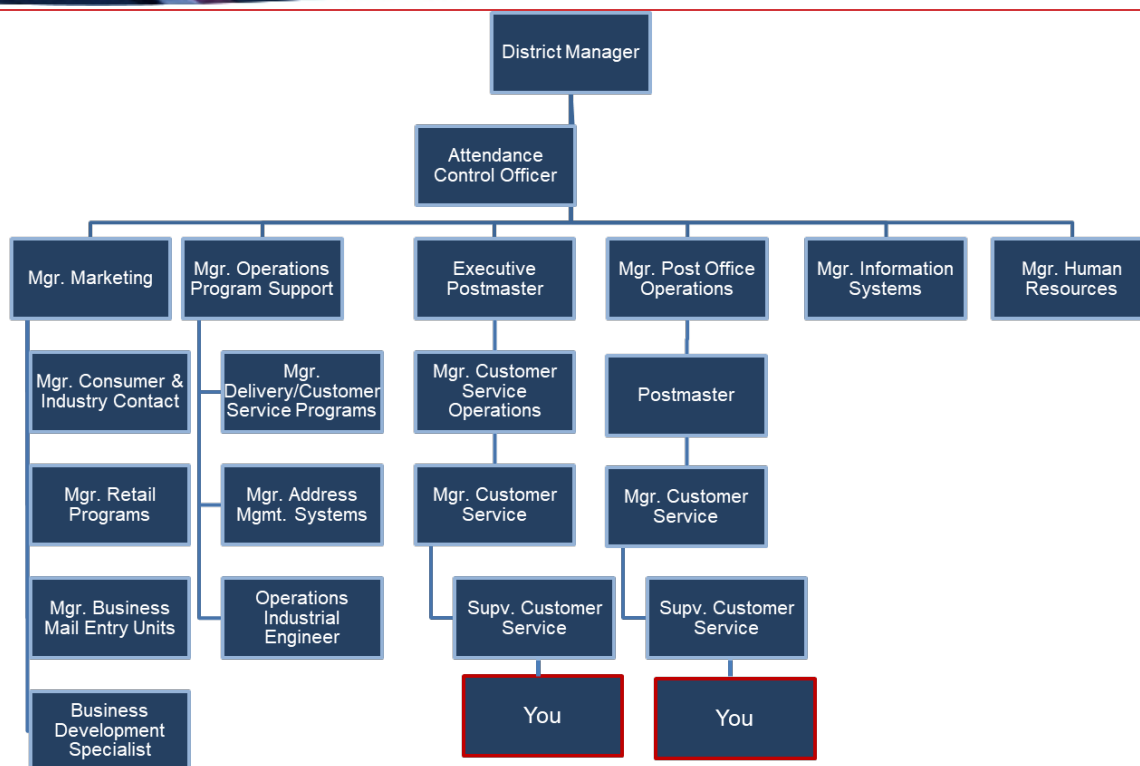 District Manager
Attendance
Control Officer
Mgr. Marketing
Mgr. Operations
Program Support
Executive
Postmaster
Mgr. Post Office
Operations
Mgr. Information
Systems
Mgr. Human
Resources
Mgr. Consumer &
Industry Contact
Mgr.
Delivery/Customer
Service Programs
Mgr. Customer
Service
Operations
Postmaster
Mgr. Retail
Programs
Mgr. Address
Mgmt. Systems
Mgr. Customer
Service
Mgr. Customer
Service
Mgr. Business
Mail Entry Units
Operations
Industrial
Engineer
Supv. Customer
Service
Supv. Customer
Service
Business
Development
Specialist
You
You